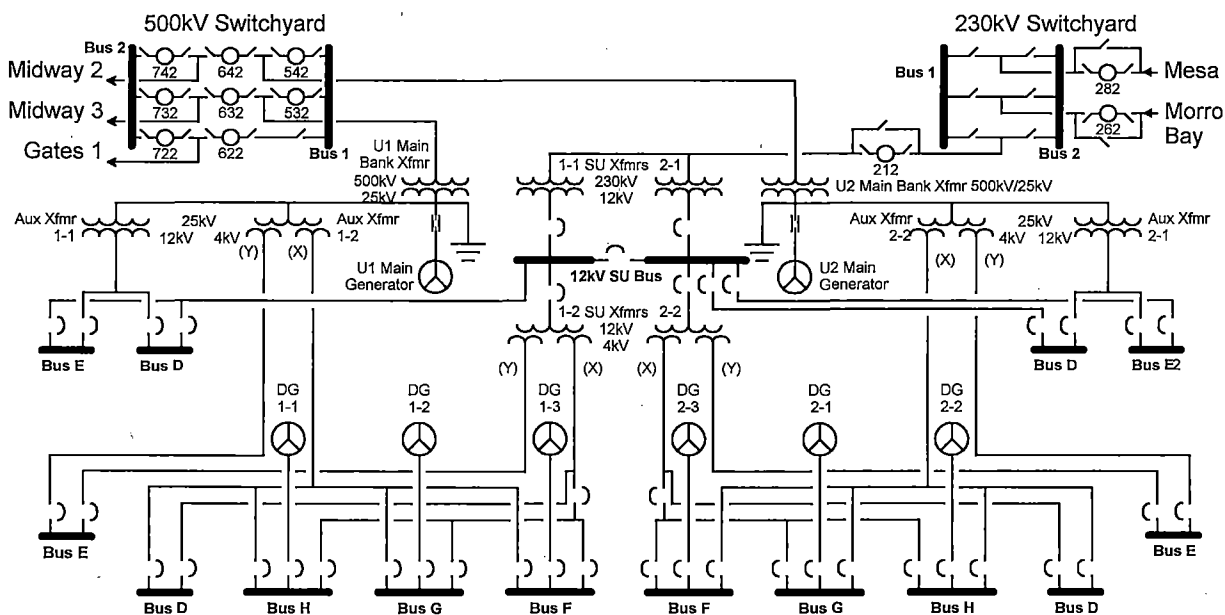 500kV Switchyard
230kV Switchyard
Bus 2
742
642
542
Midway 2
Midway 3
732
632
532
Gates 1
722
622
Bus 1
Bus 1
Mesa
282
Morro
Bay
262
Bus 2
212
U1 Main
Bank Xfmr
500kV
25kV
1-1 SU Xfmrs 2-1
230kV
12kV
U2 Main Bank Xfmr 500kV/25kV
Aux Xfmr
1-1
25kV
12kV
4kV
(Y)
(X)
Aux Xfmr
1-2
U1 Main
Generator
12kV SU Bus
U2 Main
Generator
Aux Xfmr
2-2
(X)
(Y)
25kV
4kV
12kV
Aux Xfmr
2-1
1-2 SU Xfmrs 2-2
12kV
4kV
(Y)
(X)
(X)
(Y)
Bus E
Bus D
Bus D
Bus E2
DG
1-1
DG
1-2
DG
1-3
DG
2-3
DG
2-1
DG
2-2
Bus E
Bus E
Bus D
Bus H
Bus G
Bus F
Bus F
Bus G
Bus H
Bus D